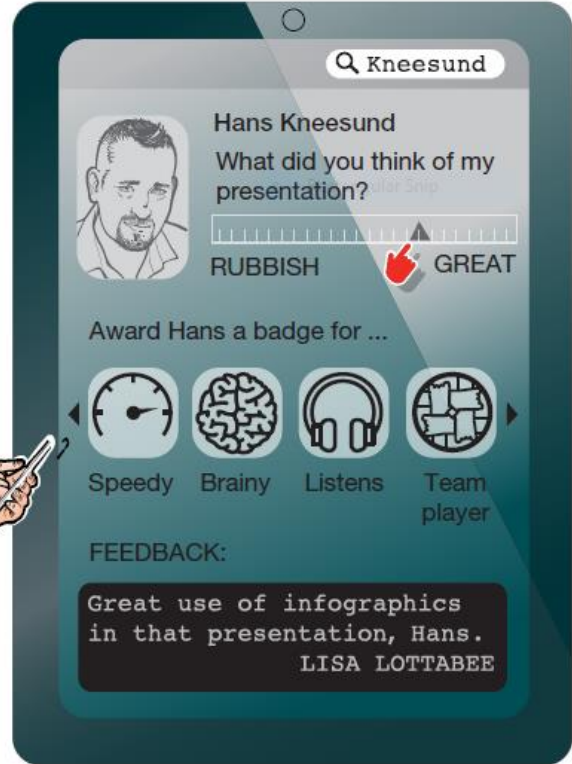 Kneesund
Hans Kneesund
What did you think of my
presentation?
RUBBISH GREAT
Award Hans a badge for ...
Speedy Brainy Listens Team
player
FEEDBACK:
Great use of infographics
in that presentation, Hans.
LISA LOTTABEE